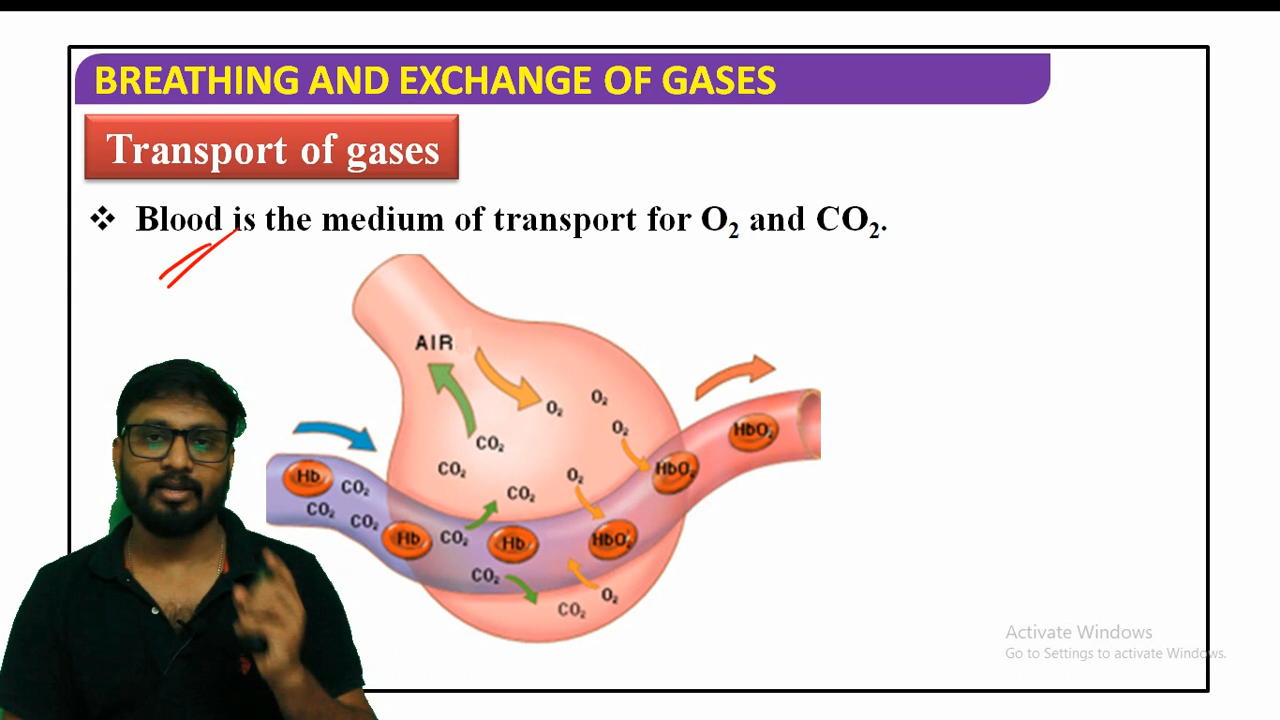 BREATHING AND EXCHANGE OF GASES
Transport of gases
❖ Blood is the medium of transport for O₂ and CO₂.
AIR
O₂
O₂
O₂
CO₂
CO₂
O₂
CO₂
HbO₂
HbO₂
Hb
CO₂
CO₂
CO₂
Hb
CO₂
Hb
HbO₂
CO₂
O₂
CO₂
Activate Windows
Go to Settings to activate Windows.